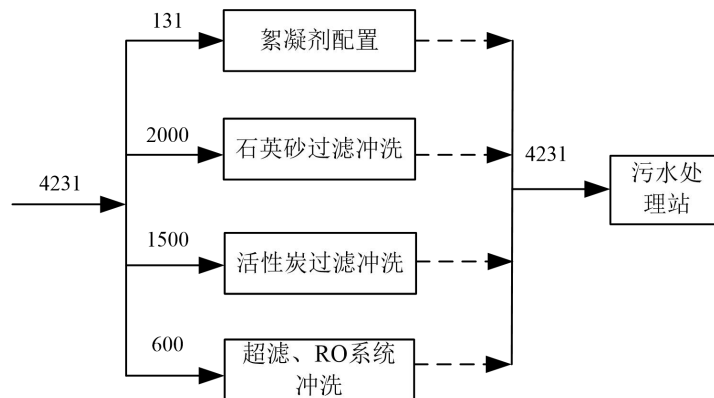 131
絮凝剂配置
2000
石英砂过滤冲洗
4231
4231
污水处
理站
1500
活性炭过滤冲洗
600
超滤、RO系统
冲洗